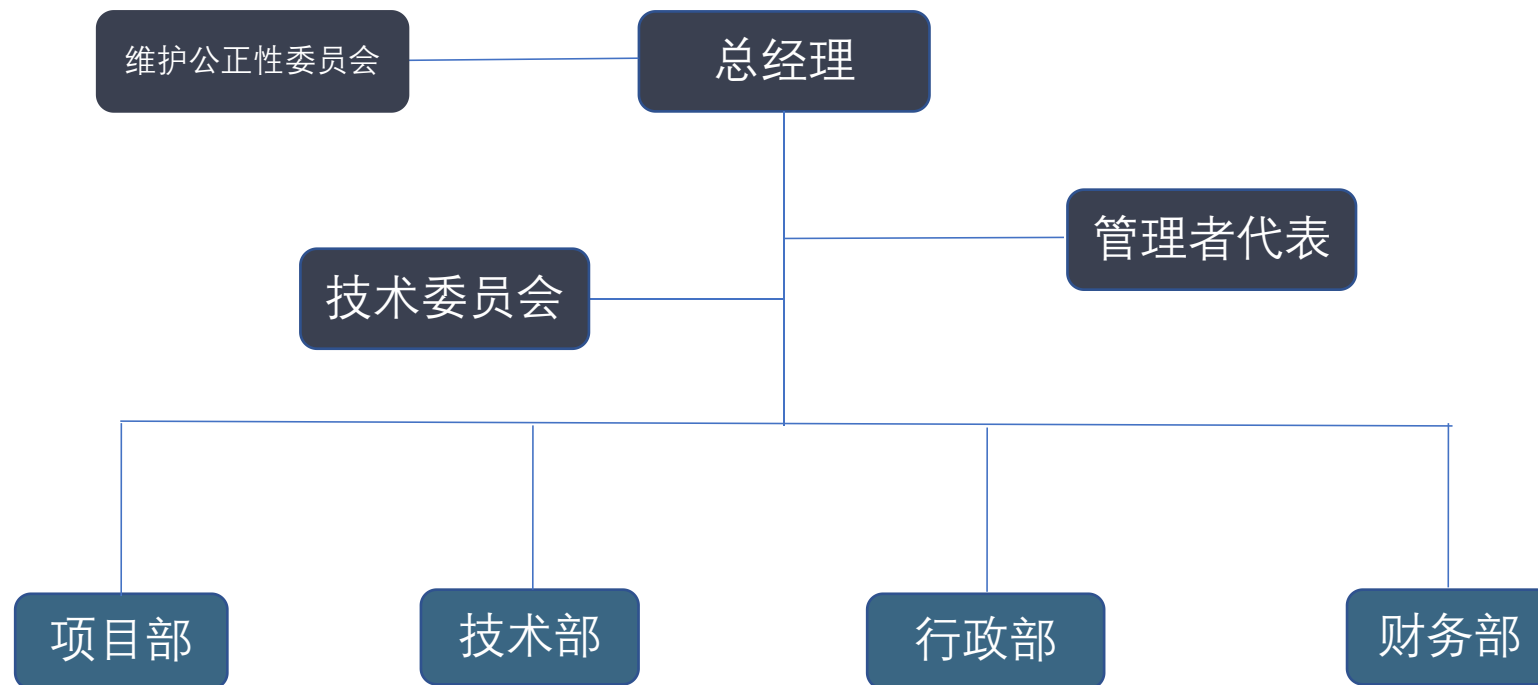 维护公正性委员会
总经理
管理者代表
技术委员会
项目部
技术部
行政部
财务部